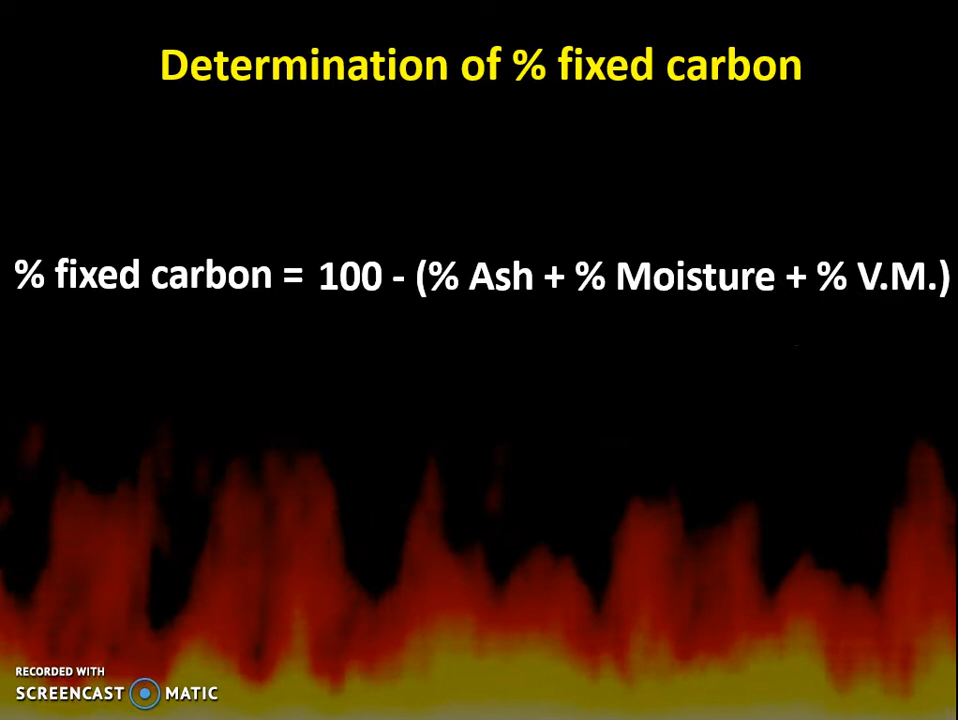 Determination of % fixed carbon
% fixed carbon = 100 - (% Ash + % Moisture + % V.M.)
RECORDED WITH
SCREENCAST MATIC